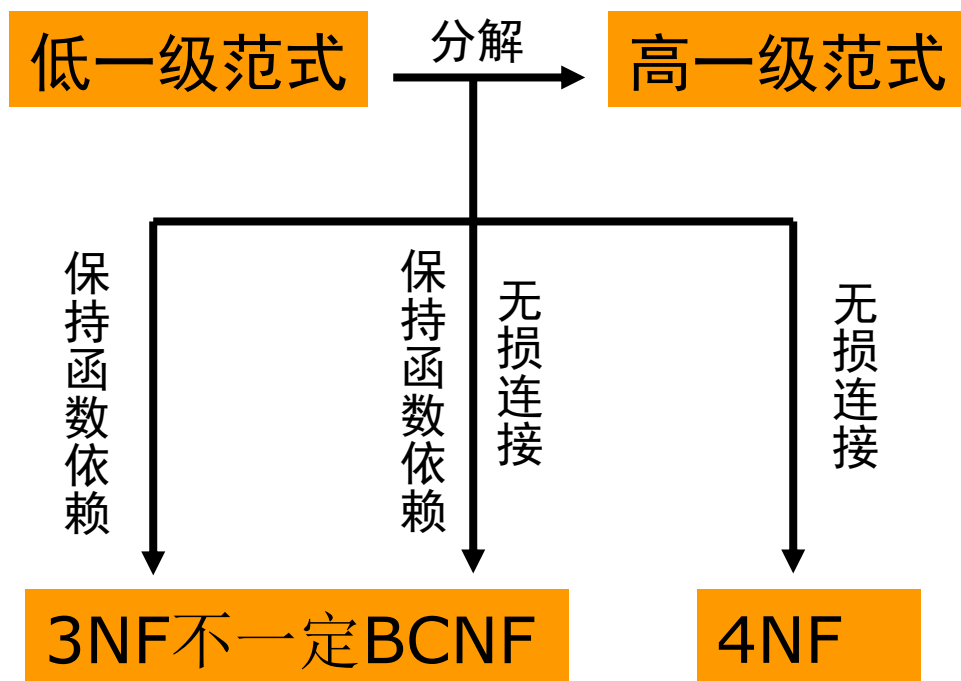 低一级范式
分解
高一级范式
保持函数依赖
保持函数依赖
无损连接
无损连接
3NF不一定BCNF
4NF